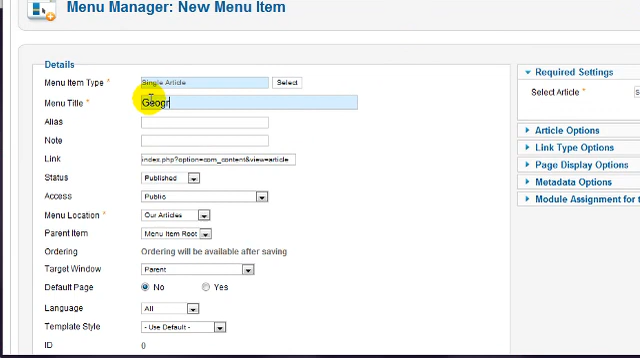 Menu Manager: New Menu Item
Details
Menu Item Type * Single Article Select
Menu Title * Geogr
Alias
Note
Link index.php?option=com_content&view=article
Status Published
Access Public
Menu Location * Our Articles
Parent Item Menu Item Root
Ordering Ordering will be available after saving
Target Window Parent
Default Page No Yes
Language All
Template Style - Use Default -
ID 0
Required Settings
Select Article * S
Article Options
Link Type Options
Page Display Options
Metadata Options
Module Assignment for t